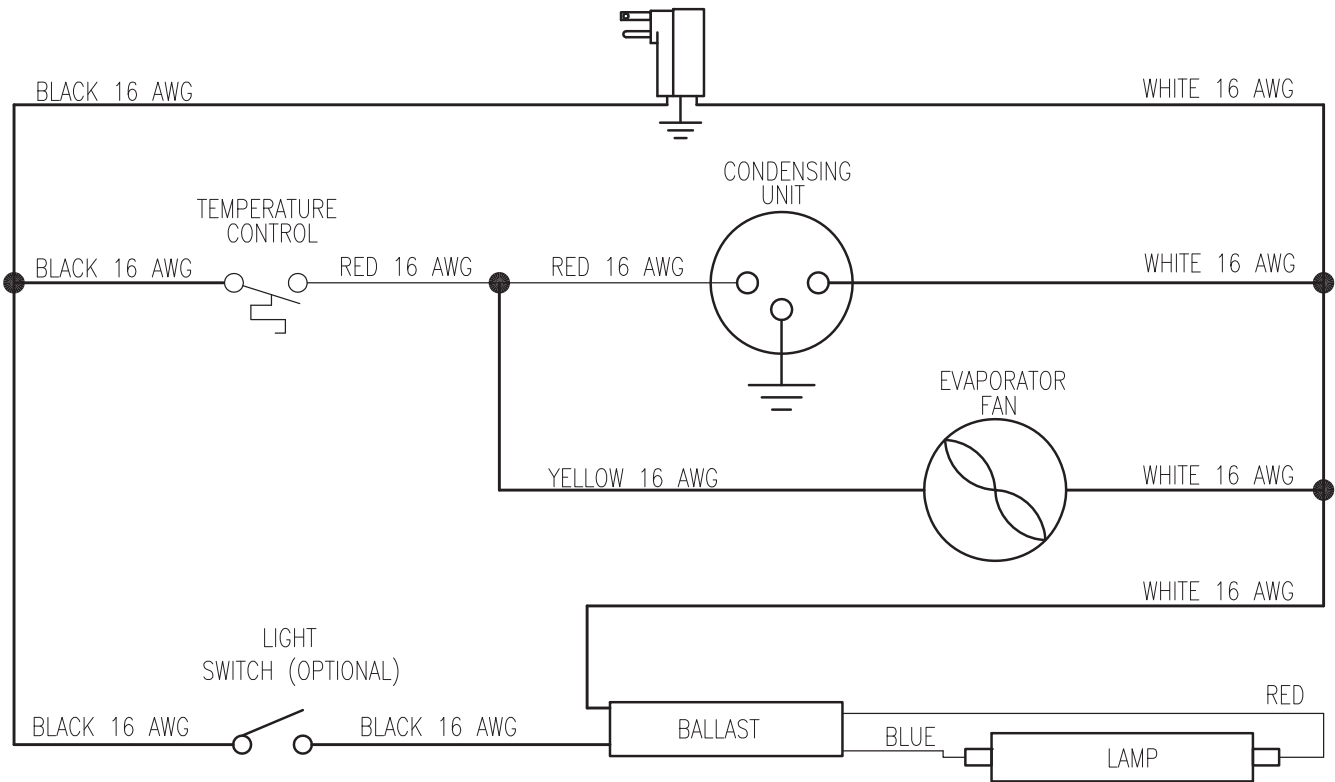 BLACK 16 AWG
WHITE 16 AWG
CONDENSING
UNIT
TEMPERATURE
CONTROL
BLACK 16 AWG
RED 16 AWG
RED 16 AWG
WHITE 16 AWG
EVAPORATOR
FAN
YELLOW 16 AWG
WHITE 16 AWG
WHITE 16 AWG
LIGHT
SWITCH (OPTIONAL)
BLACK 16 AWG
BLACK 16 AWG
BALLAST
RED
BLUE
LAMP